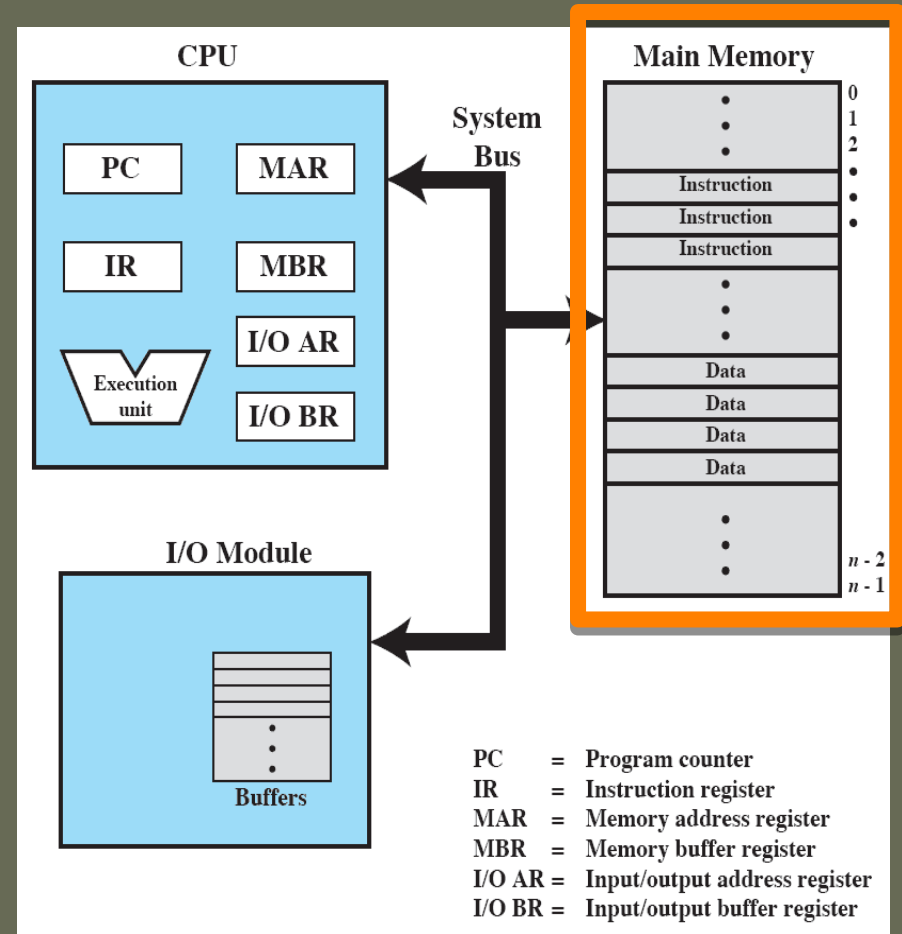 CPU
PC
MAR
IR
MBR
I/O AR
I/O BR
Execution
unit
System
Bus
Main Memory
0
1
2
Instruction
Instruction
Instruction
Data
Data
Data
Data
n - 2
n - 1
I/O Module
Buffers
PC = Program counter
IR = Instruction register
MAR = Memory address register
MBR = Memory buffer register
I/O AR = Input/output address register
I/O BR = Input/output buffer register